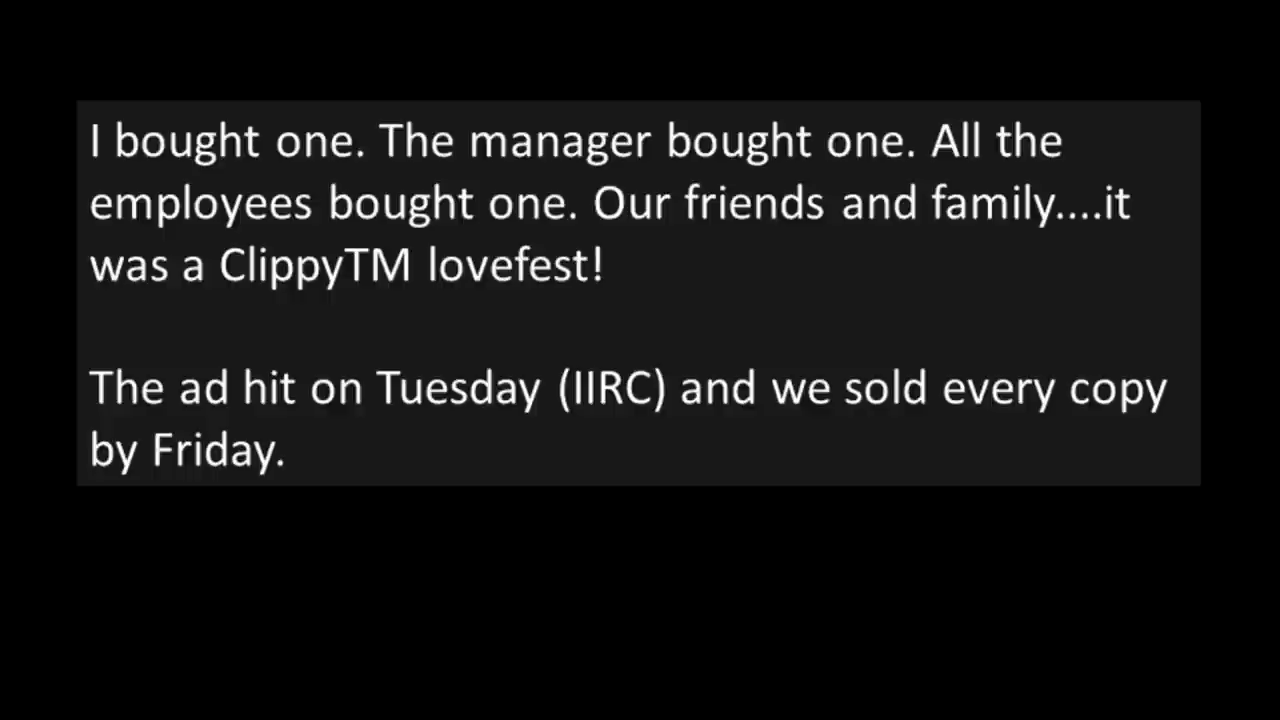 I bought one. The manager bought one. All the
employees bought one. Our friends and family....it
was a ClippyTM lovefest!
The ad hit on Tuesday (IIRC) and we sold every copy
by Friday.